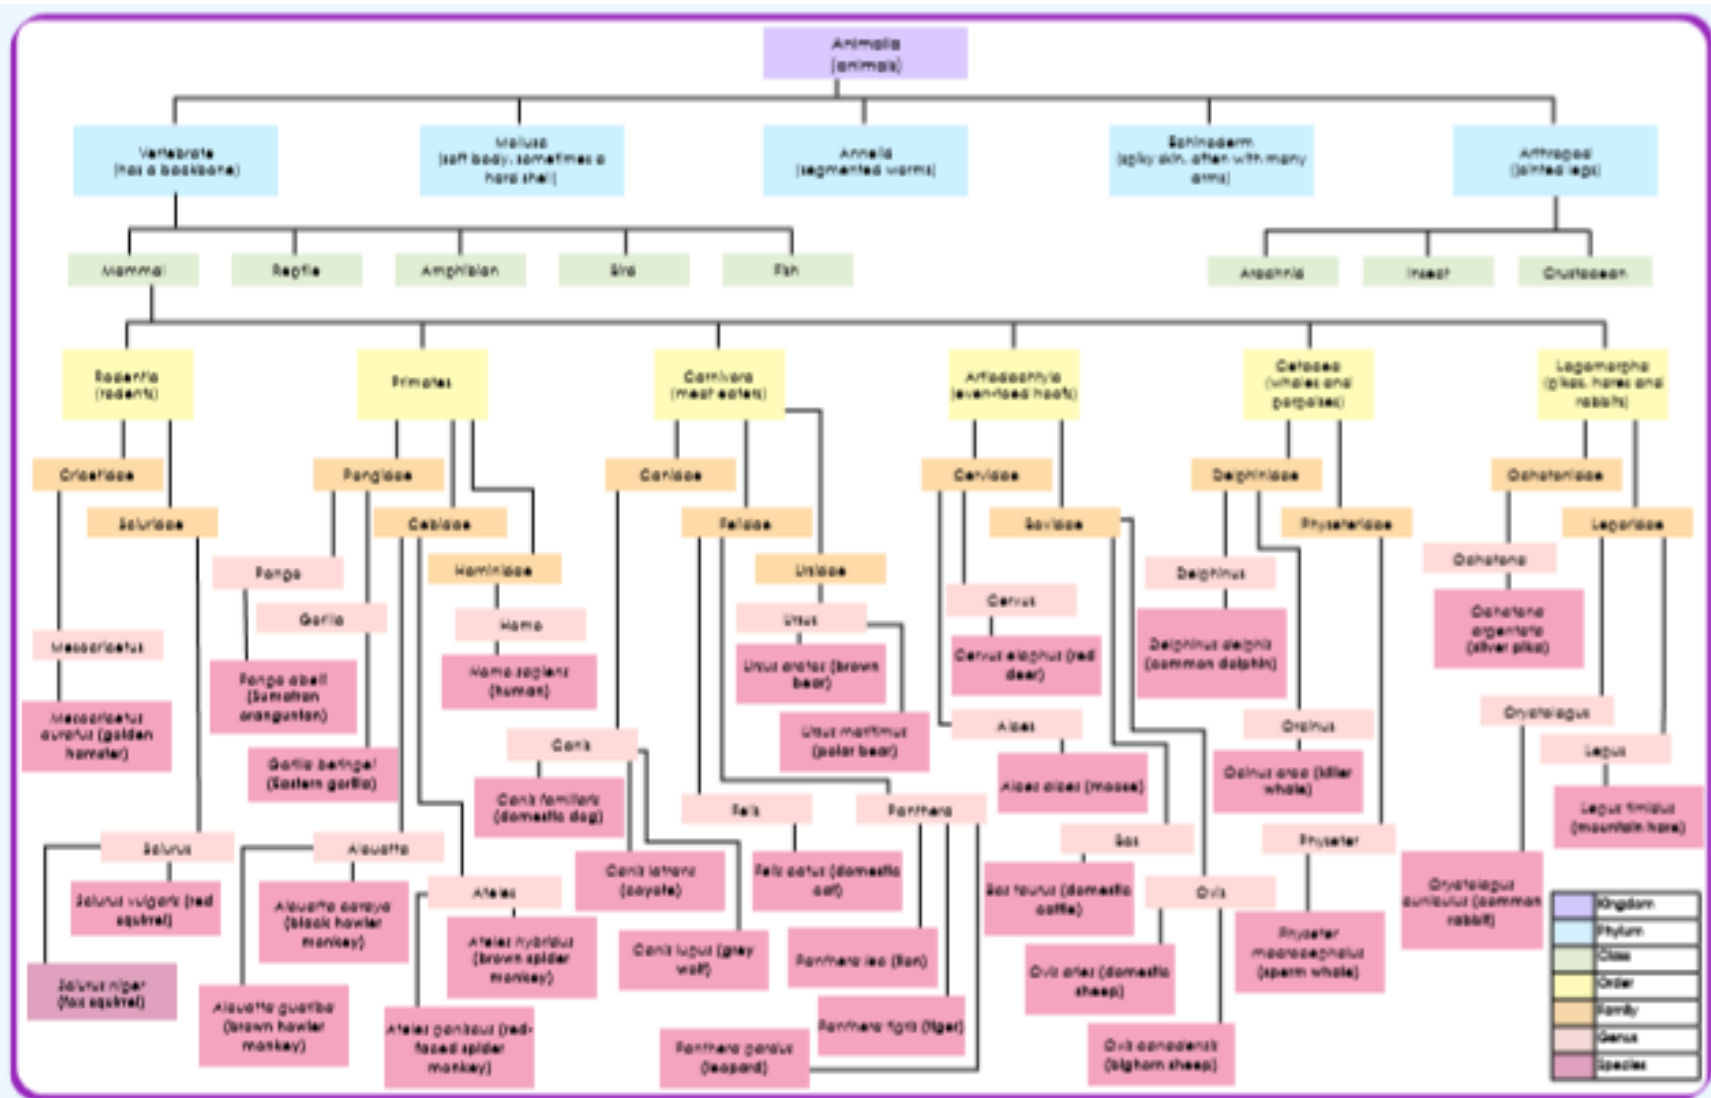 Animalia
(animals)
Vertebrate
(has a backbone)
Mollusc
(soft body, sometimes a
hard shell)
Annelid
(segmented worms)
Echinoderm
(spiky skin, often with many
arms)
Arthropod
(jointed legs)
Mammal
Reptile
Amphibian
Bird
Fish
Arachnid
Insect
Crustacean
Rodentia
(rodents)
Primates
Carnivora
(meat eaters)
(even-toed hoofs)
Cetacea
(whales and
porpoises)
Lagomorpha
(pikas, hares and
rabbits)
Cricetidae
Pongidae
Canidae
Cervidae
Delphinidae
Ochotonidae
Sciuridae
Cebidae
Felidae
Bovidae
Physeteridae
Leporidae
Hominidae
Ursidae
Pongo
Gorilla
Homo
Ursus
Cervus
Delphinus
Ochotona
Mesocricetus
Pongo abelii
(Sumatran
orangutan)
Homo sapiens
(human)
Ursus arctos (brown
bear)
Cervus elaphus (red
deer)
Delphinus delphis
(common dolphin)
Ochotona
argentata
(silver pika)
Mesocricetus
auratus (golden
hamster)
Gorilla beringei
(Eastern gorilla)
Canis
Ursus maritimus
(polar bear)
Alces
Orcinus
Oryctolagus
Lepus
Canis familiaris
(domestic dog)
Felis
Panthera
Alces alces (moose)
orca (killer
whale)
Lepus timidus
(mountain hare)
Sciurus
Alouatta
Bos
Physeter
Sciurus vulgaris (red
squirrel)
Alouatta caraya
(black howler
monkey)
Ateles
Canis latrans
(coyote)
Felis catus (domestic
cat)
Bos taurus (domestic
cattle)
Ovis
Oryctolagus
cuniculus (common
rabbit)
Ateles hybridus
(brown spider
monkey)
Canis lupus (grey
wolf)
Panthera leo (lion)
Ovis aries (domestic
sheep)
Physeter
macrocephalus
(sperm whale)
Sciurus niger
(fox squirrel)
Alouatta guariba
(brown howler
monkey)
Ateles paniscus (red-
faced spider
monkey)
Panthera pardus
(leopard)
Panthera tigris (tiger)
Ovis canadensis
(bighorn sheep)
Kingdom
Phylum
Class
Order
Family
Genus
Species